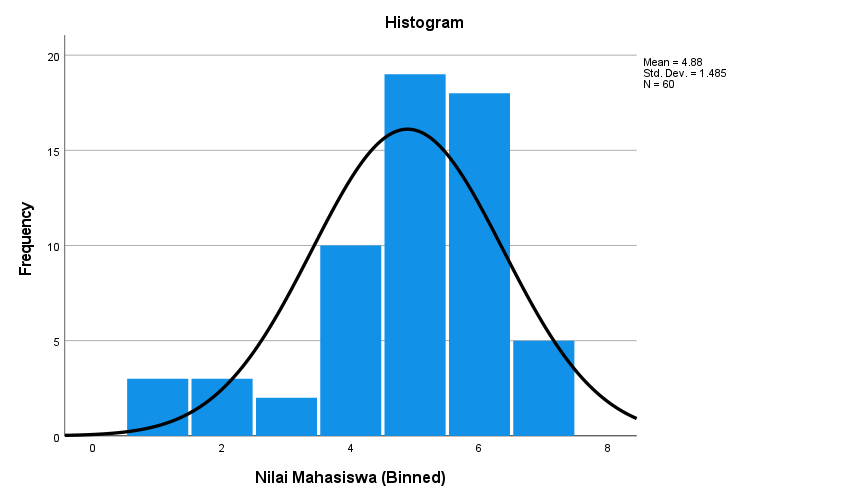 Histogram
Mean = 4.88
Std. Dev. = 1.485
N = 60
20
15
10
5
0
Frequency
0 2 4 6 8
Nilai Mahasiswa (Binned)